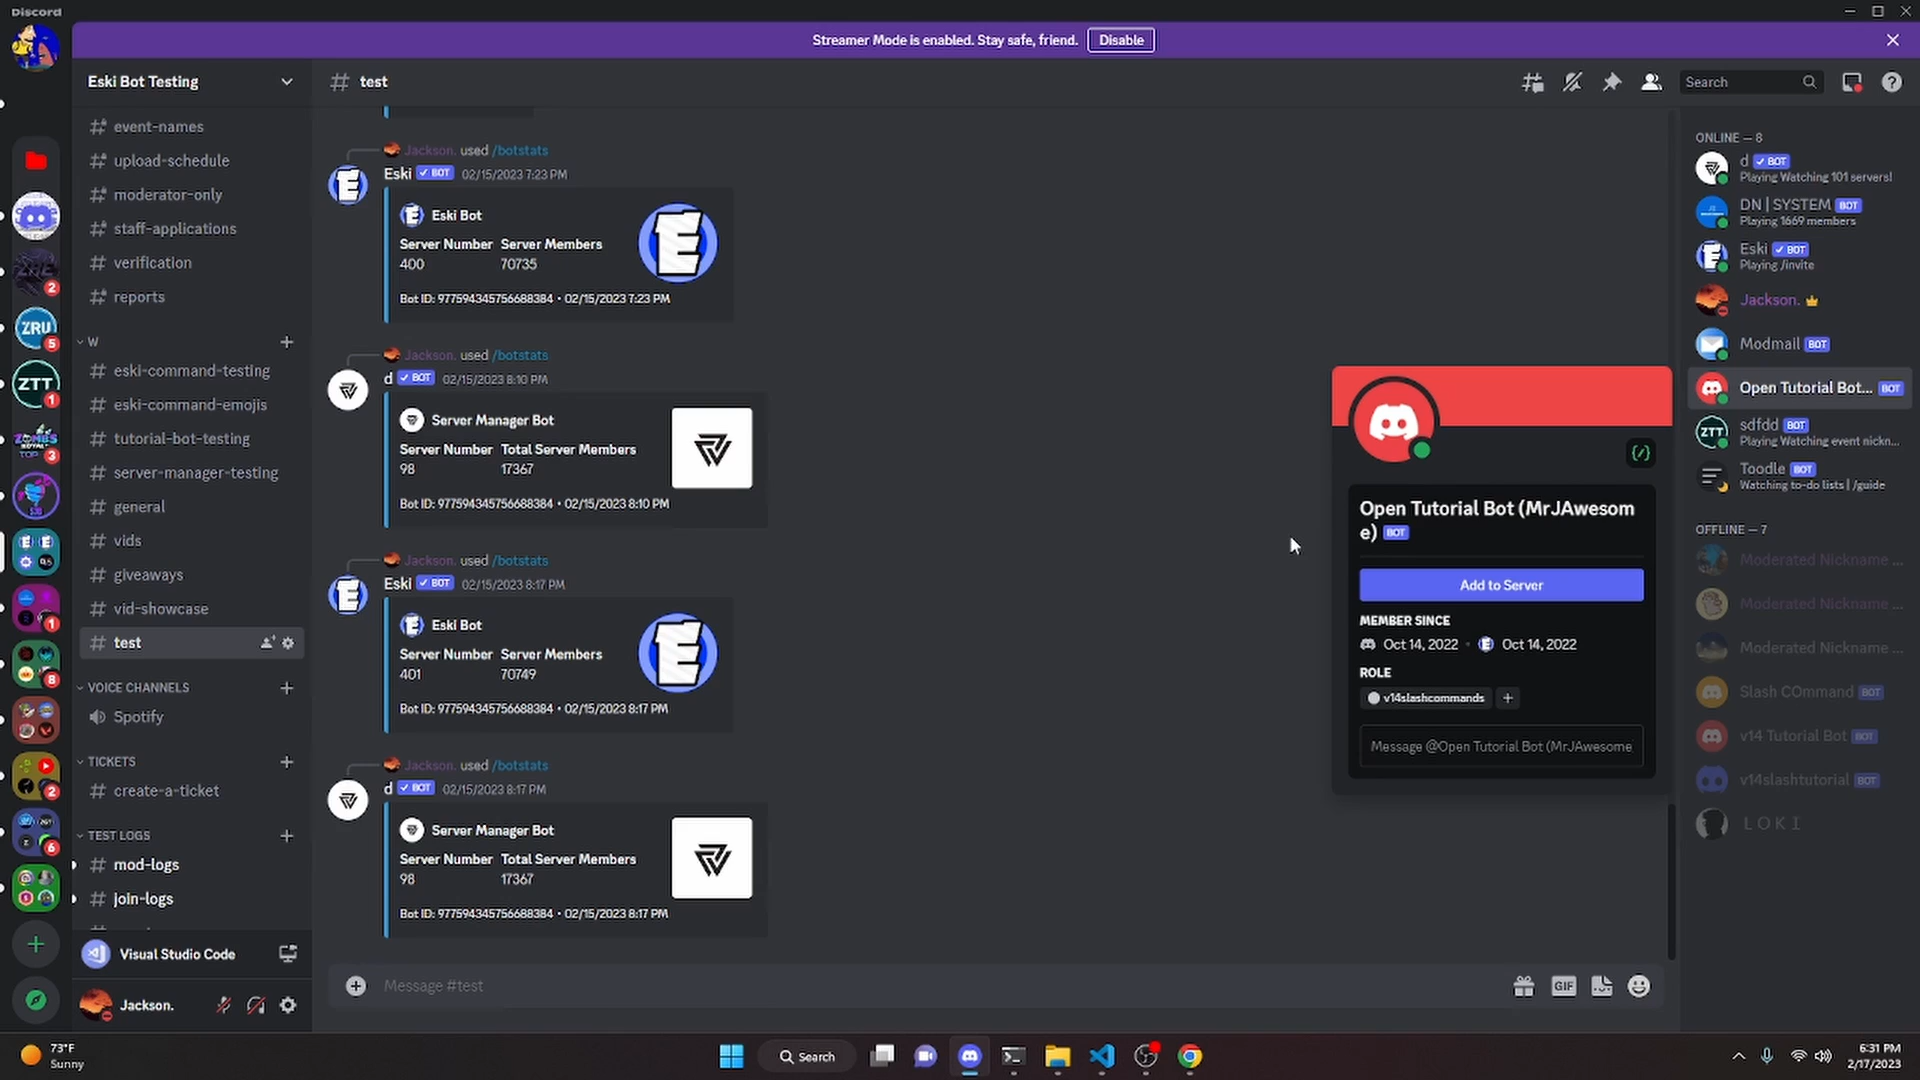 Discord
Streamer Mode is enabled. Stay safe, friend. Disable
Eski Bot Testing
# test
Search
event-names
upload-schedule
moderator-only
staff-applications
verification
reports
W
eski-command-testing
eski-command-emojis
tutorial-bot-testing
server-manager-testing
general
vids
giveaways
vid-showcase
test
VOICE CHANNELS
Spotify
TICKETS
create-a-ticket
TEST LOGS
mod-logs
join-logs
Visual Studio Code
Jackson.
2
ZRU
5
ZTT
1
3
1
8
2
6
Jackson. used /botstats
Eski BOT 02/15/2023 7:23 PM
Eski Bot
Server Number Server Members
400 70735
Bot ID: 977594345756688384 • 02/15/2023 7:23 PM
Jackson. used /botstats
d BOT 02/15/2023 8:10 PM
Server Manager Bot
Server Number Total Server Members
98 17367
Bot ID: 977594345756688384 • 02/15/2023 8:10 PM
Jackson. used /botstats
Eski BOT 02/15/2023 8:17 PM
Eski Bot
Server Number Server Members
401 70749
Bot ID: 977594345756688384 • 02/15/2023 8:17 PM
Jackson. used /botstats
d BOT 02/15/2023 8:17 PM
Server Manager Bot
Server Number Total Server Members
98 17367
Bot ID: 977594345756688384 • 02/15/2023 8:17 PM
Message #test
GIF
Open Tutorial Bot (MrJAwesom
e) BOT
Add to Server
MEMBER SINCE
Oct 14, 2022 • Oct 14, 2022
ROLE
v14slashcommands +
Message @Open Tutorial Bot (MrJAwesome
ONLINE — 8
d BOT
Playing Watching 101 servers!
DN | SYSTEM BOT
Playing 1669 members
Eski BOT
Playing /invite
Jackson.
Modmail BOT
Open Tutorial Bot... BOT
ZTT
sdfdd BOT
Playing Watching event nickn...
Toodle BOT
Watching to-do lists | /guide
OFFLINE — 7
Moderated Nickname ...
Moderated Nickname ...
Moderated Nickname ...
Slash COmmand BOT
v14 Tutorial Bot BOT
v14slashtutorial BOT
L O K I
73°F
Sunny
Search
6:31 PM
2/17/2023